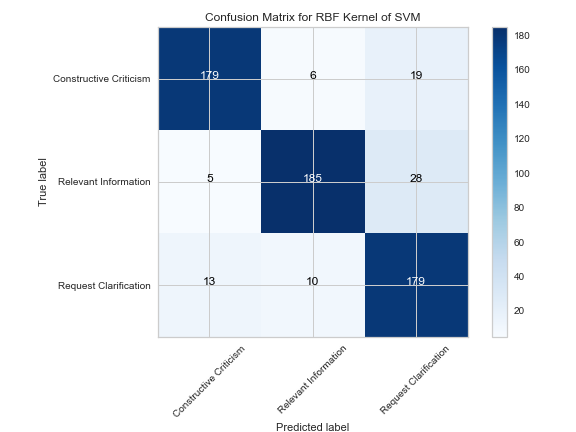 Confusion Matrix for RBF Kernel of SVM
Constructive Criticism
179
6
19
Relevant Information
5
185
28
Request Clarification
13
10
179
True label
Constructive Criticism
Relevant Information
Request Clarification
Predicted label
180
160
140
120
100
80
60
40
20